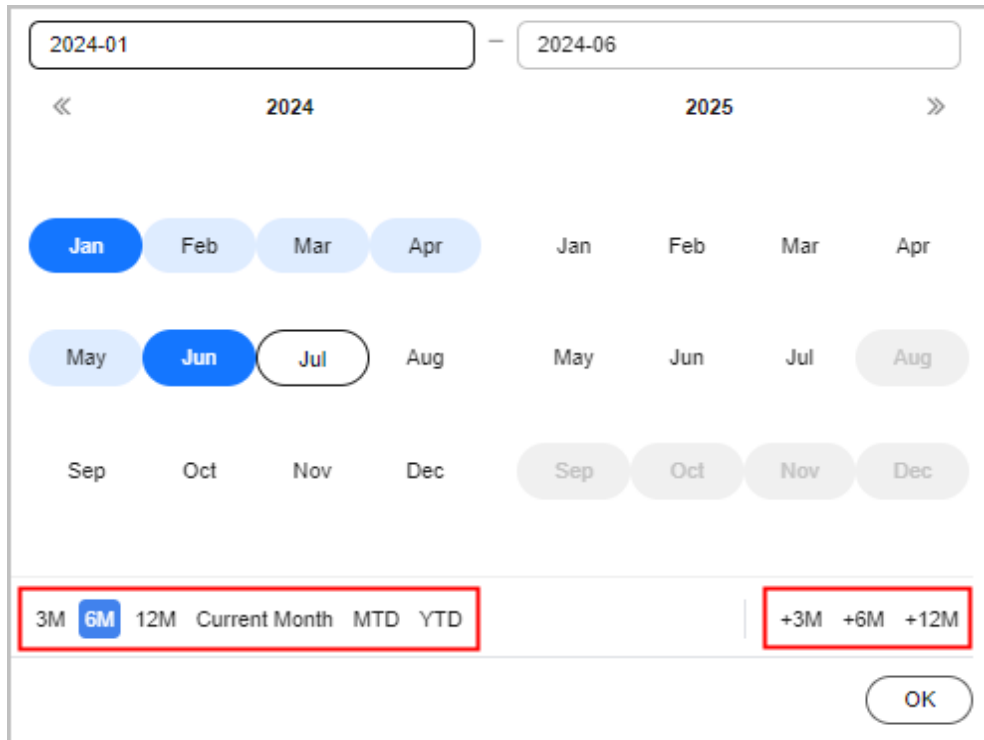 2024-01 – 2024-06
2024 2025
Jan Feb Mar Apr Jan Feb Mar Apr
May Jun Jul Aug May Jun Jul Aug
Sep Oct Nov Dec Sep Oct Nov Dec
3M 6M 12M Current Month MTD YTD +3M +6M +12M
OK